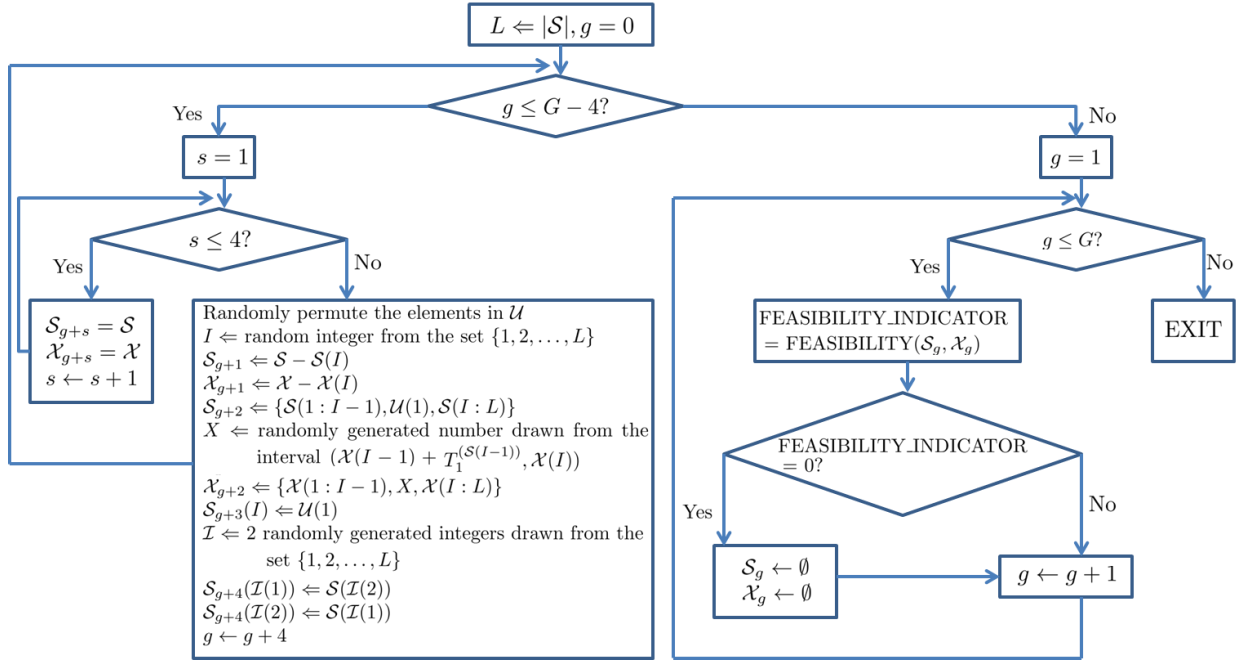 L ⇐ |𝒮|, g = 0
g ≤ G − 4?
Yes
No
s = 1
g = 1
s ≤ 4?
g ≤ G?
Yes
No
Yes
No
𝒮_{g+s} = 𝒮
𝒳_{g+s} = 𝒳
s ← s + 1
Randomly permute the elements in 𝒰
I ⇐ random integer from the set {1, 2, . . . , L}
𝒮_{g+1} ⇐ 𝒮 − 𝒮(I)
𝒳_{g+1} ⇐ 𝒳 − 𝒳(I)
𝒮_{g+2} ⇐ {𝒮(1 : I − 1), 𝒰(1), 𝒮(I : L)}
X ⇐ randomly generated number drawn from the
interval (𝒳(I − 1) + T_1^{(𝒮(I−1))}, 𝒳(I))
𝒳_{g+2} ⇐ {𝒳(1 : I − 1), X, 𝒳(I : L)}
𝒮_{g+3}(I) ⇐ 𝒰(1)
ℐ ⇐ 2 randomly generated integers drawn from the
set {1, 2, . . . , L}
𝒮_{g+4}(ℐ(1)) ⇐ 𝒮(ℐ(2))
𝒮_{g+4}(ℐ(2)) ⇐ 𝒮(ℐ(1))
g ← g + 4
FEASIBILITY_INDICATOR
= FEASIBILITY(𝒮_g, 𝒳_g)
EXIT
FEASIBILITY_INDICATOR
= 0?
Yes
No
𝒮_g ← ∅
𝒳_g ← ∅
g ← g + 1